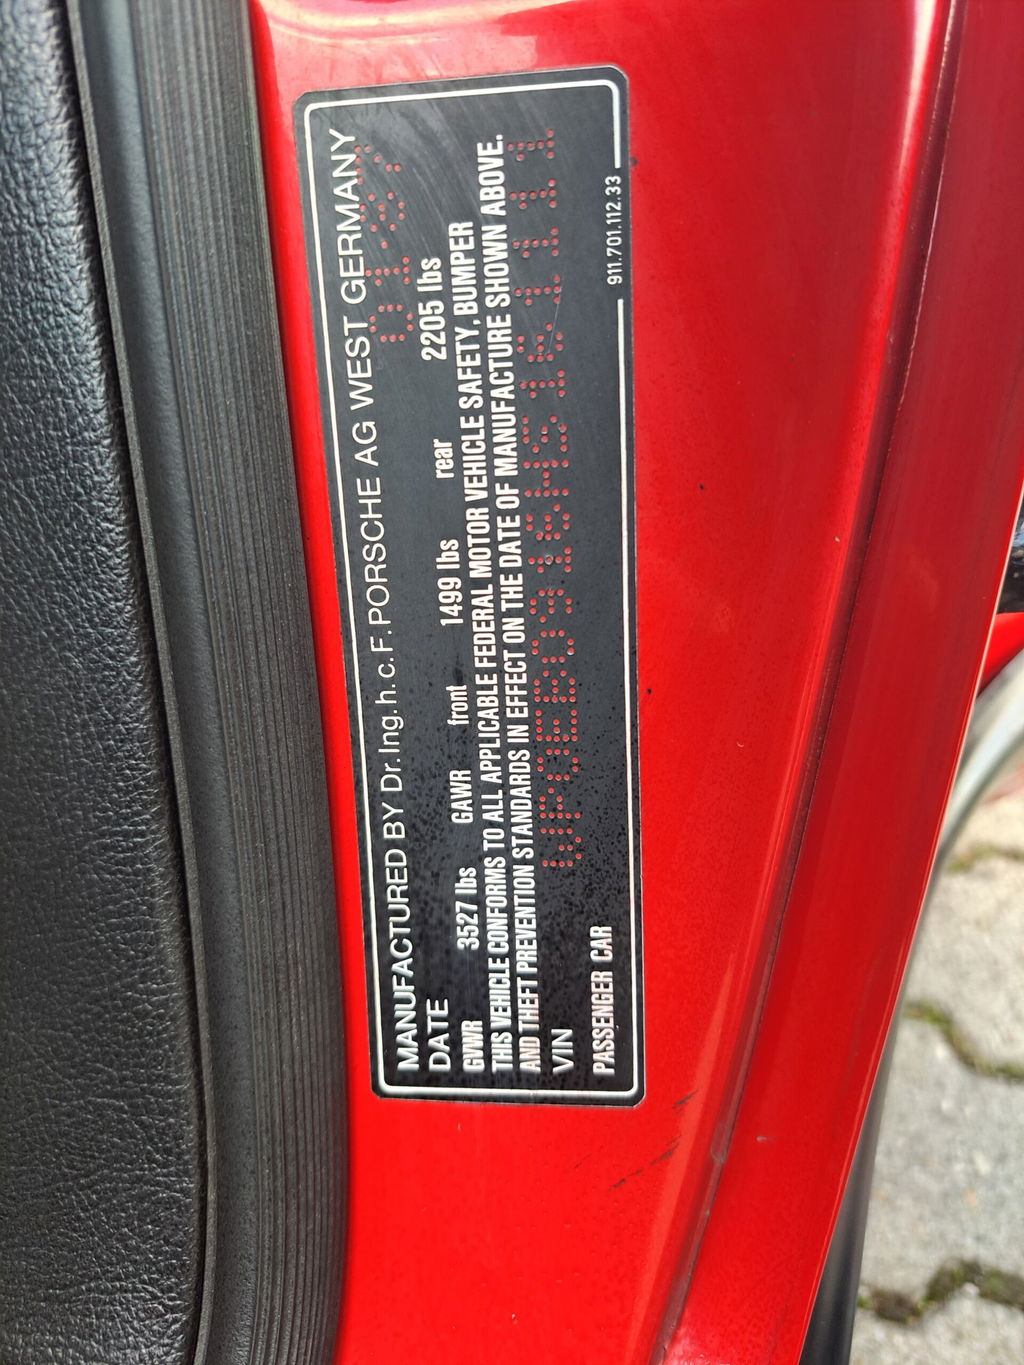 MANUFACTURED BY Dr. Ing. h. c. F. PORSCHE AG WEST GERMANY
DATE 01-87
GVWR 3527 lbs GAWR front 1499 lbs rear 2205 lbs
THIS VEHICLE CONFORMS TO ALL APPLICABLE FEDERAL MOTOR VEHICLE SAFETY, BUMPER
AND THEFT PREVENTION STANDARDS IN EFFECT ON THE DATE OF MANUFACTURE SHOWN ABOVE.
VIN
PASSENGER CAR
911.701.112.33